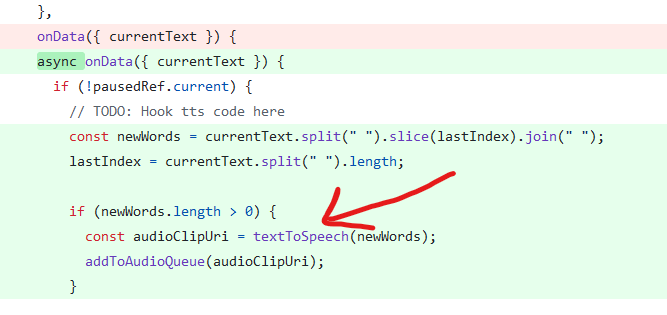 },
onData({ currentText }) {
async onData({ currentText }) {
if (!pausedRef.current) {
// TODO: Hook tts code here
const newWords = currentText.split(" ").slice(lastIndex).join(" ");
lastIndex = currentText.split(" ").length;
if (newWords.length > 0) {
const audioClipUri = textToSpeech(newWords);
addToAudioQueue(audioClipUri);
}